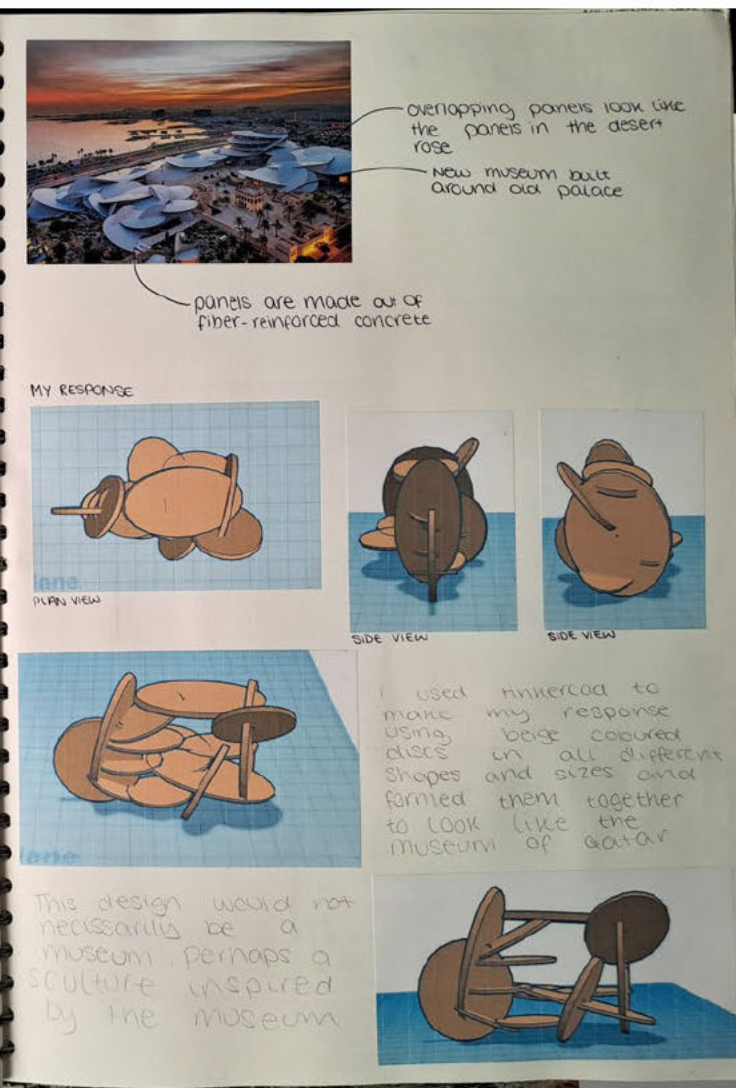 overlapping panels look like
the panels in the desert
rose
New museum built
around old palace
panels are made out of
fiber-reinforced concrete
MY RESPONSE
lane
PLAN VIEW
SIDE VIEW
SIDE VIEW
I used tinkercad to
make my response
using beige coloured
discs in all different
shapes and sizes and
formed them together
to look like the
museum of Qatar
lane
This design would not
necissarily be a
museum. perhaps a
sculture inspired
by the museum